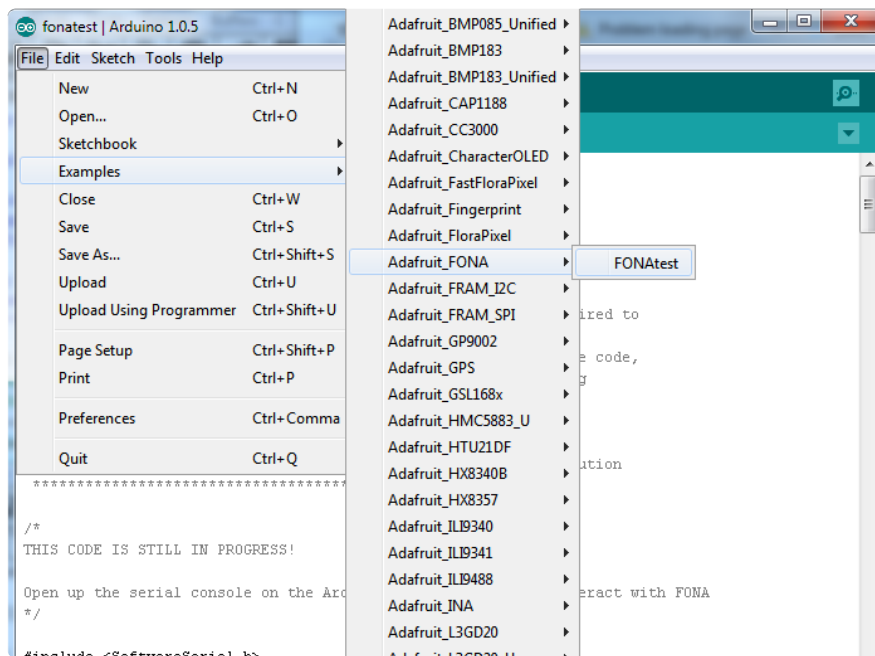 fonatest | Arduino 1.0.5
File Edit Sketch Tools Help
New Ctrl+N
Open... Ctrl+O
Sketchbook
Examples
Close Ctrl+W
Save Ctrl+S
Save As... Ctrl+Shift+S
Upload Ctrl+U
Upload Using Programmer Ctrl+Shift+U
Page Setup Ctrl+Shift+P
Print Ctrl+P
Preferences Ctrl+Comma
Quit Ctrl+Q
Adafruit_BMP085_Unified
Adafruit_BMP183
Adafruit_BMP183_Unified
Adafruit_CAP1188
Adafruit_CC3000
Adafruit_CharacterOLED
Adafruit_FastFloraPixel
Adafruit_Fingerprint
Adafruit_FloraPixel
Adafruit_FONA
Adafruit_FRAM_I2C
Adafruit_FRAM_SPI
Adafruit_GP9002
Adafruit_GPS
Adafruit_GSL168x
Adafruit_HMC5883_U
Adafruit_HTU21DF
Adafruit_HX8340B
Adafruit_HX8357
Adafruit_ILI9340
Adafruit_ILI9341
Adafruit_ILI9488
Adafruit_INA
Adafruit_L3GD20
FONAtest
ired to
e code,
g
ution
************************************
/*
THIS CODE IS STILL IN PROGRESS!
Open up the serial console on the Ard
eract with FONA
*/